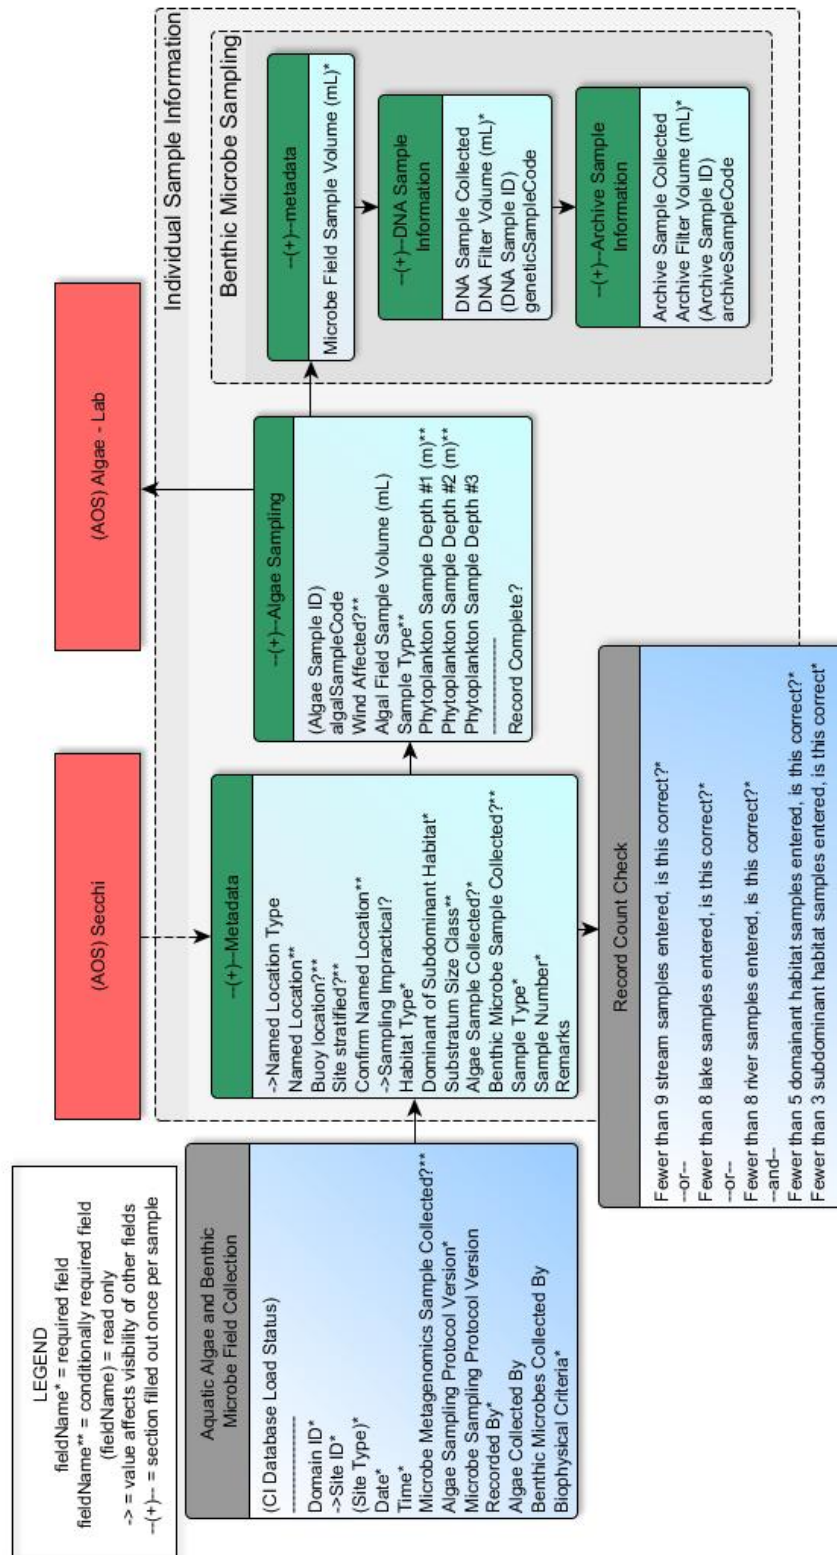 LEGEND
fieldName* = required field
fieldName** = conditionally required field
(fieldName) = read only
-> = value affects visibility of other fields
--(+)-- = section filled out once per sample
(AOS) Secchi
(AOS) Algae - Lab
Individual Sample Information
Aquatic Algae and Benthic
Microbe Field Collection
(CI Database Load Status)
------------------
Domain ID*
->Site ID*
(Site Type)*
Date*
Time*
Microbe Metagenomics Sample Collected?**
Algae Sampling Protocol Version*
Microbe Sampling Protocol Version
Recorded By*
Algae Collected By
Benthic Microbes Collected By
Biophysical Criteria*
--(+)--Metadata
->Named Location Type
Named Location**
Buoy location?**
Site stratified?**
Confirm Named Location**
->Sampling Impractical?
Habitat Type*
Dominant of Subdominant Habitat*
Substratum Size Class**
Algae Sample Collected?*
Benthic Microbe Sample Collected?**
Sample Type*
Sample Number*
Remarks
--(+)--Algae Sampling
(Algae Sample ID)
algalSampleCode
Wind Affected?**
Algal Field Sample Volume (mL)
Sample Type**
Phytoplankton Sample Depth #1 (m)**
Phytoplankton Sample Depth #2 (m)**
Phytoplankton Sample Depth #3
------------------
Record Complete?
Benthic Microbe Sampling
--(+)--metadata
Microbe Field Sample Volume (mL)*
--(+)--DNA Sample
Information
DNA Sample Collected
DNA Filter Volume (mL)*
(DNA Sample ID)
geneticSampleCode
--(+)--Archive Sample
Information
Archive Sample Collected
Archive Filter Volume (mL)*
(Archive Sample ID)
archiveSampleCode
Record Count Check
Fewer than 9 stream samples entered, is this correct?*
--or--
Fewer than 8 lake samples entered, is this correct?*
--or--
Fewer than 8 river samples entered, is this correct?*
--and--
Fewer than 5 domainant habitat samples entered, is this correct?*
Fewer than 3 subdominant habitat samples entered, is this correct*